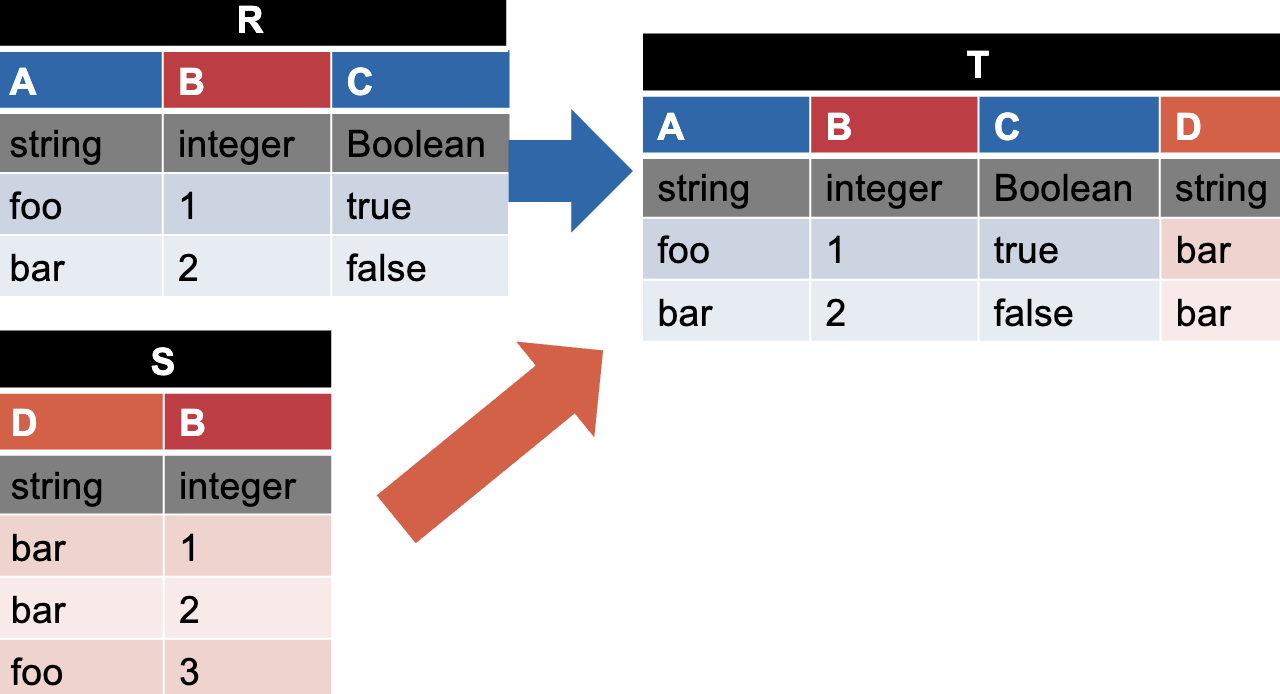 R
A B C
string integer Boolean
foo 1 true
bar 2 false
T
A B C D
string integer Boolean string
foo 1 true bar
bar 2 false bar
S
D B
string integer
bar 1
bar 2
foo 3